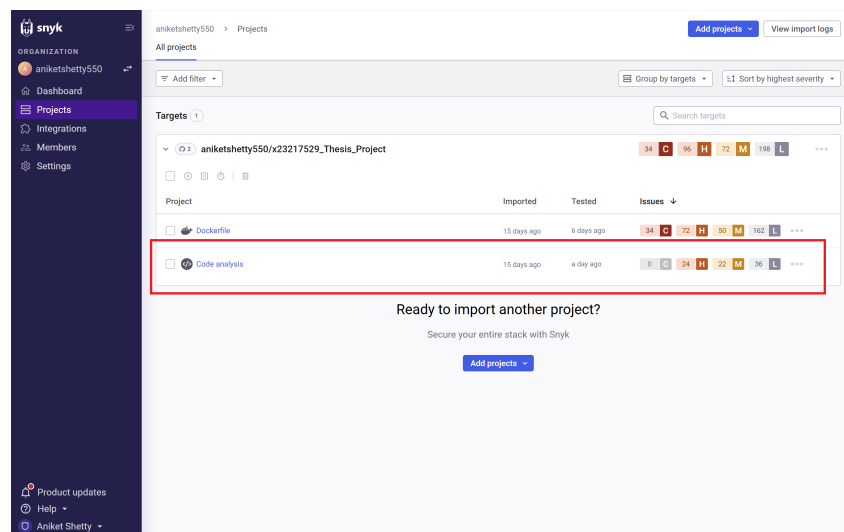 snyk
ORGANIZATION
aniketshetty550
Dashboard
Projects
Integrations
Members
Settings
Product updates
Help
Aniket Shetty
aniketshetty550 > Projects
Add projects
View import logs
All projects
Add filter
Group by targets
Sort by highest severity
Targets 1
Search targets
2 aniketshetty550/x23217529_Thesis_Project 34 C 96 H 72 M 198 L
Project Imported Tested Issues
Dockerfile 15 days ago 6 days ago 34 C 72 H 50 M 162 L
Code analysis 15 days ago a day ago 0 C 24 H 22 M 36 L
Ready to import another project?
Secure your entire stack with Snyk
Add projects